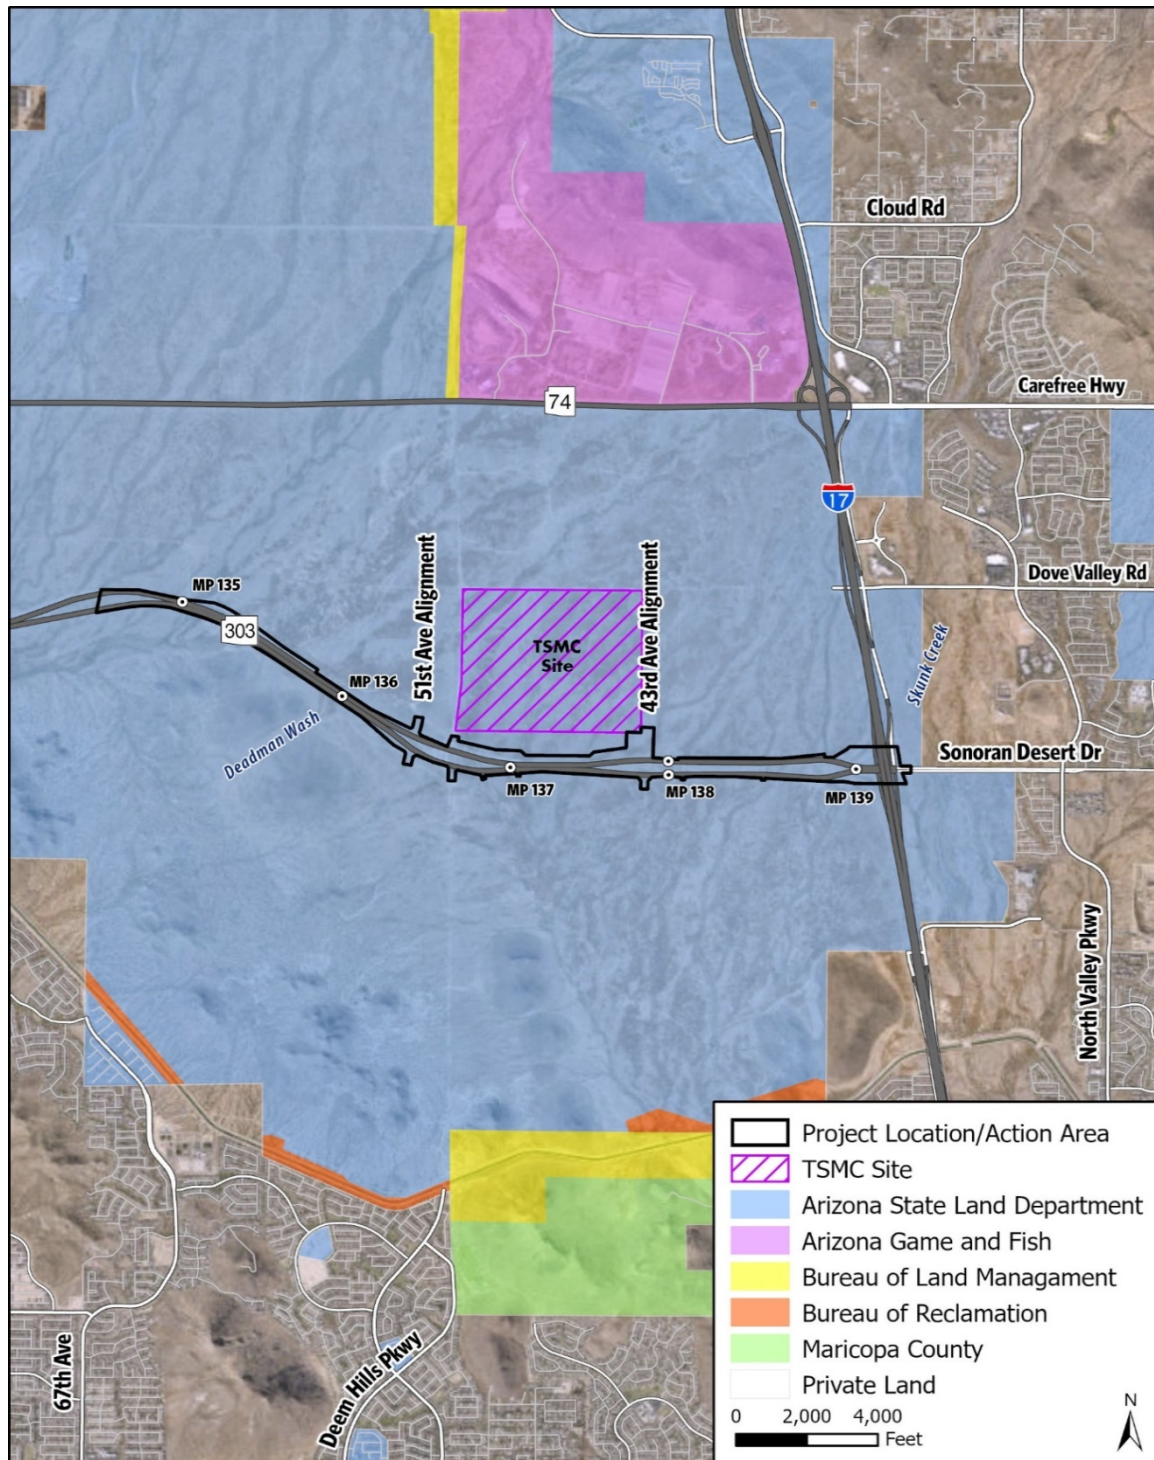 Cloud Rd
Carefree Hwy
74
17
51st Ave Alignment
43rd Ave Alignment
Dove Valley Rd
MP 135
303
TSMC
Site
Skunk Creek
MP 136
Deadman Wash
Sonoran Desert Dr
MP 137
MP 138
MP 139
North Valley Pkwy
67th Ave
Deem Hills Pkwy
Project Location/Action Area
TSMC Site
Arizona State Land Department
Arizona Game and Fish
Bureau of Land Managament
Bureau of Reclamation
Maricopa County
Private Land
N
0 2,000 4,000
Feet